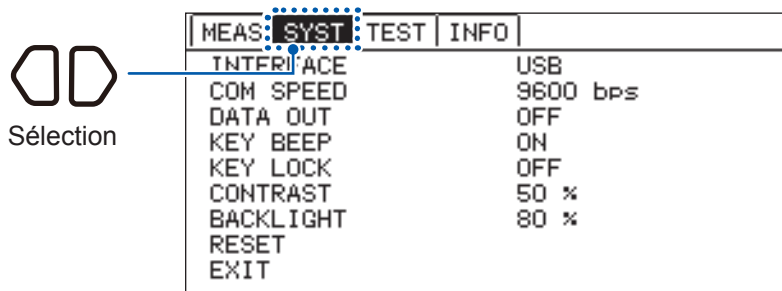 MEAS SYST TEST INFO
INTERFACE USB
COM SPEED 9600 bps
DATA OUT OFF
KEY BEEP ON
KEY LOCK OFF
CONTRAST 50 %
BACKLIGHT 80 %
RESET
EXIT
Sélection